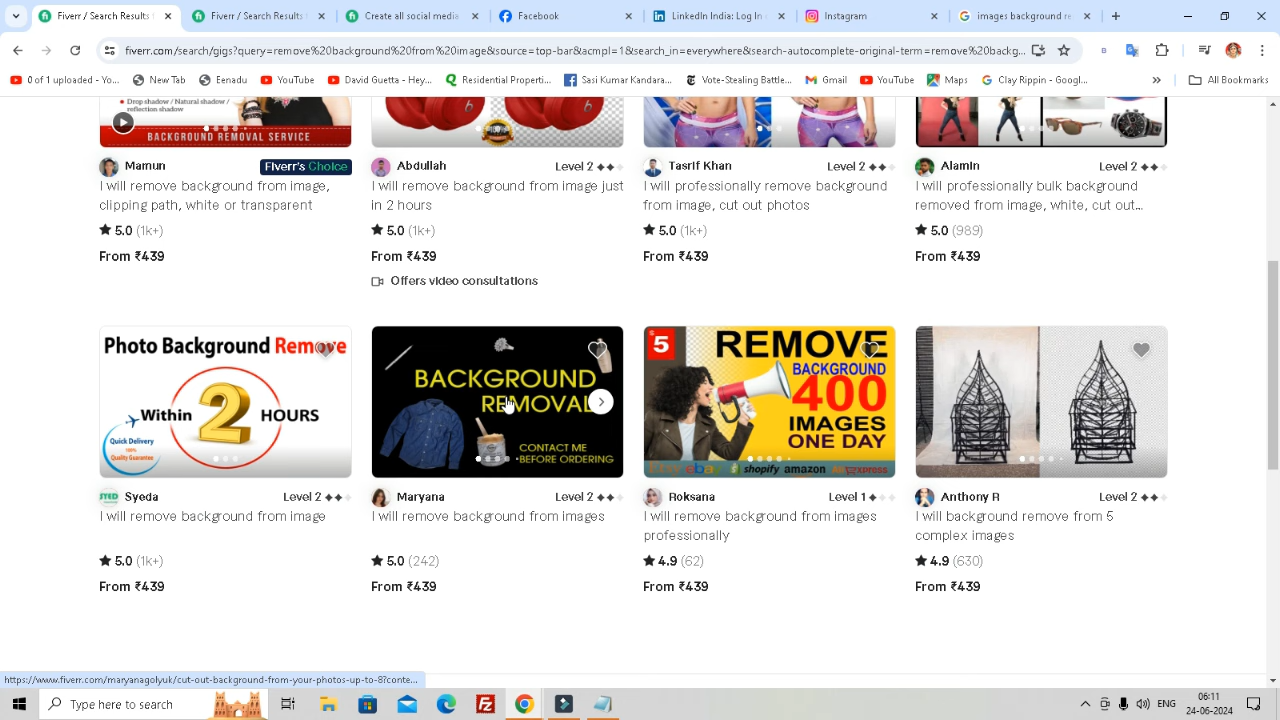 Fiverr / Search Results
Fiverr /
Create all social media
Facebook
LinkedIn India: Log In o
Instagram
images background re
fiverr.com/search/gigs?query=remove%20background%20from%20image&source=top-bar&acmpl=1&search_in=everywhere&search-autocomplete-original-term=remove%20backg...
0 of 1 uploaded - Yo...
New Tab
Eenadu
YouTube
David Guetta - Hey...
Residential Properti...
Sasi Kumar Kandara...
Vote-Stealing Battle...
Gmail
YouTube
Maps
Clip Join - Googl...
All Bookmarks
Drop shadow / Natural shadow /
reflection shadow
BACKGROUND REMOVAL SERVICE
Mamun Fiverr's Choice
I will remove background from image,
clipping path, white or transparent
5.0 (1k+)
From ₹439
Abdullah Level 2
I will remove background from image just
in 2 hours
5.0 (1k+)
From ₹439
Offers video consultations
Tasrif Khan Level 2
I will professionally remove background
from image, cut out photos
5.0 (1k+)
From ₹439
Alamin Level 2
I will professionally bulk background
removed from image, white, cut out...
5.0 (989)
From ₹439
Photo Background Remove
Within 2 HOURS
Quick Delivery
100%
Quality Guarantee
Syeda Level 2
I will remove background from image
5.0 (1k+)
From ₹439
BACKGROUND
REMOVAL
CONTACT ME
BEFORE ORDERING
Maryana Level 2
I will remove background from images
5.0 (242)
From ₹439
5 REMOVE
BACKGROUND
400
IMAGES
ONE DAY
Etsy ebay shopify amazon AliExpress
Roksana Level 1
I will remove background from images
professionally
4.9 (62)
From ₹439
Anthony R Level 2
I will background remove from 5
complex images
4.9 (630)
From ₹439
https://www.fiverr.com/maryanagolyuk/cut-out-background-from-your-photos-up-to-8?conte...
Type here to search
ENG
06:11
24-06-2024